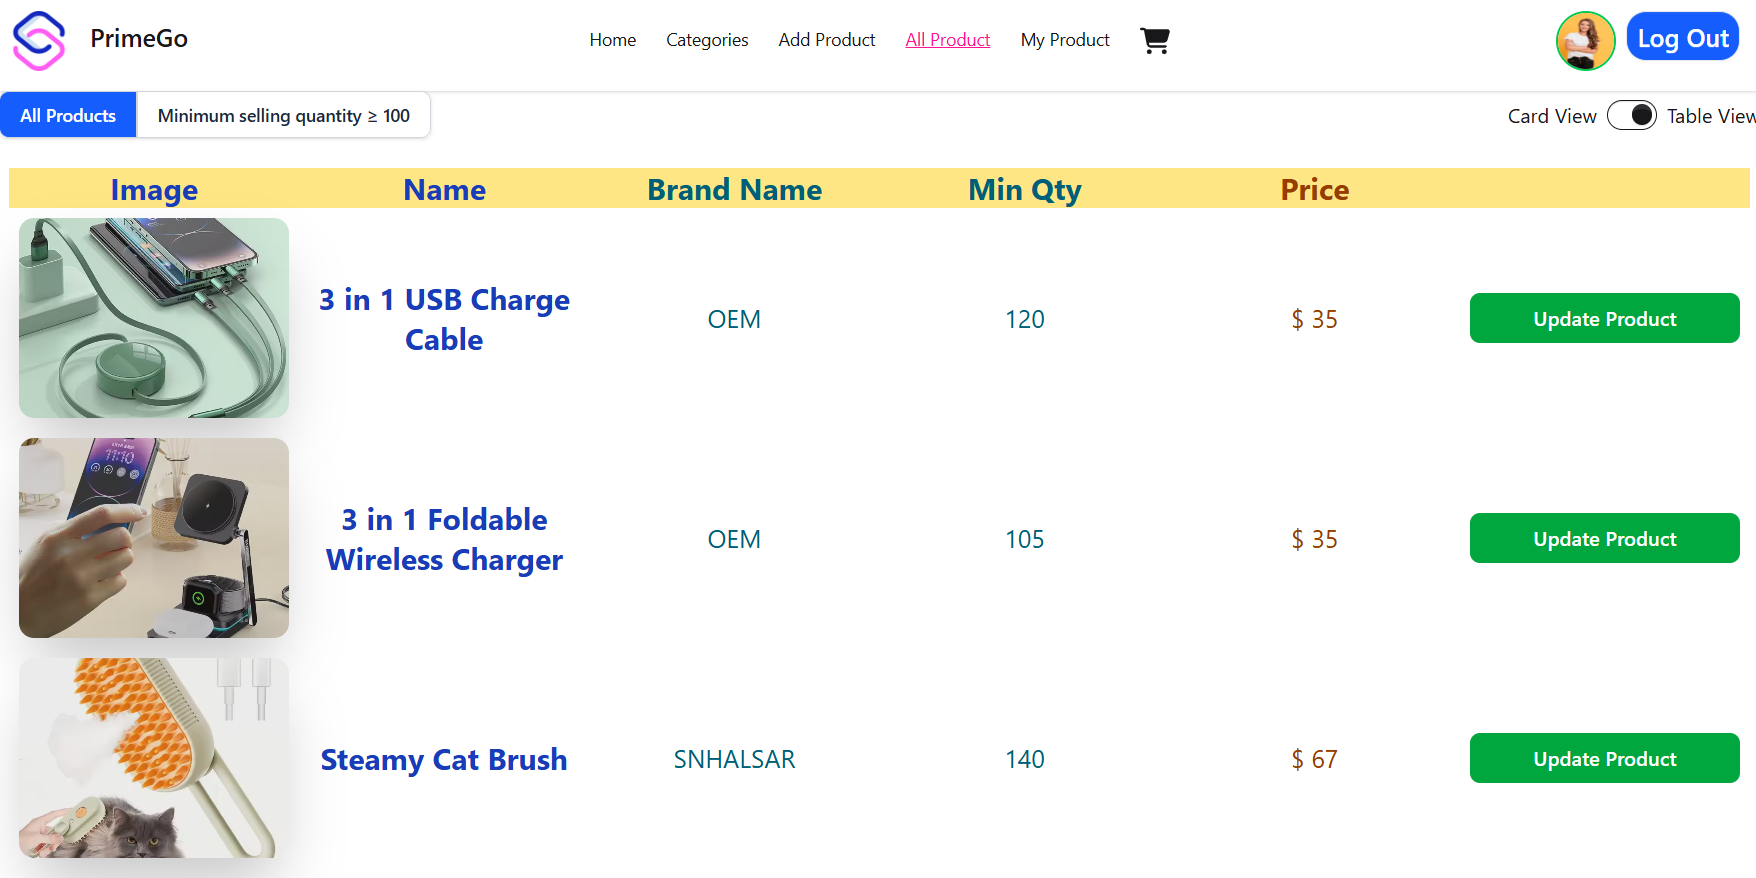 PrimeGo
Home Categories Add Product All Product My Product
Log Out
All Products Minimum selling quantity ≥ 100
Card View Table View
Image Name Brand Name Min Qty Price
3 in 1 USB Charge
Cable
OEM 120 $ 35 Update Product
11:10
3 in 1 Foldable
Wireless Charger
OEM 105 $ 35 Update Product
Steamy Cat Brush SNHALSAR 140 $ 67 Update Product